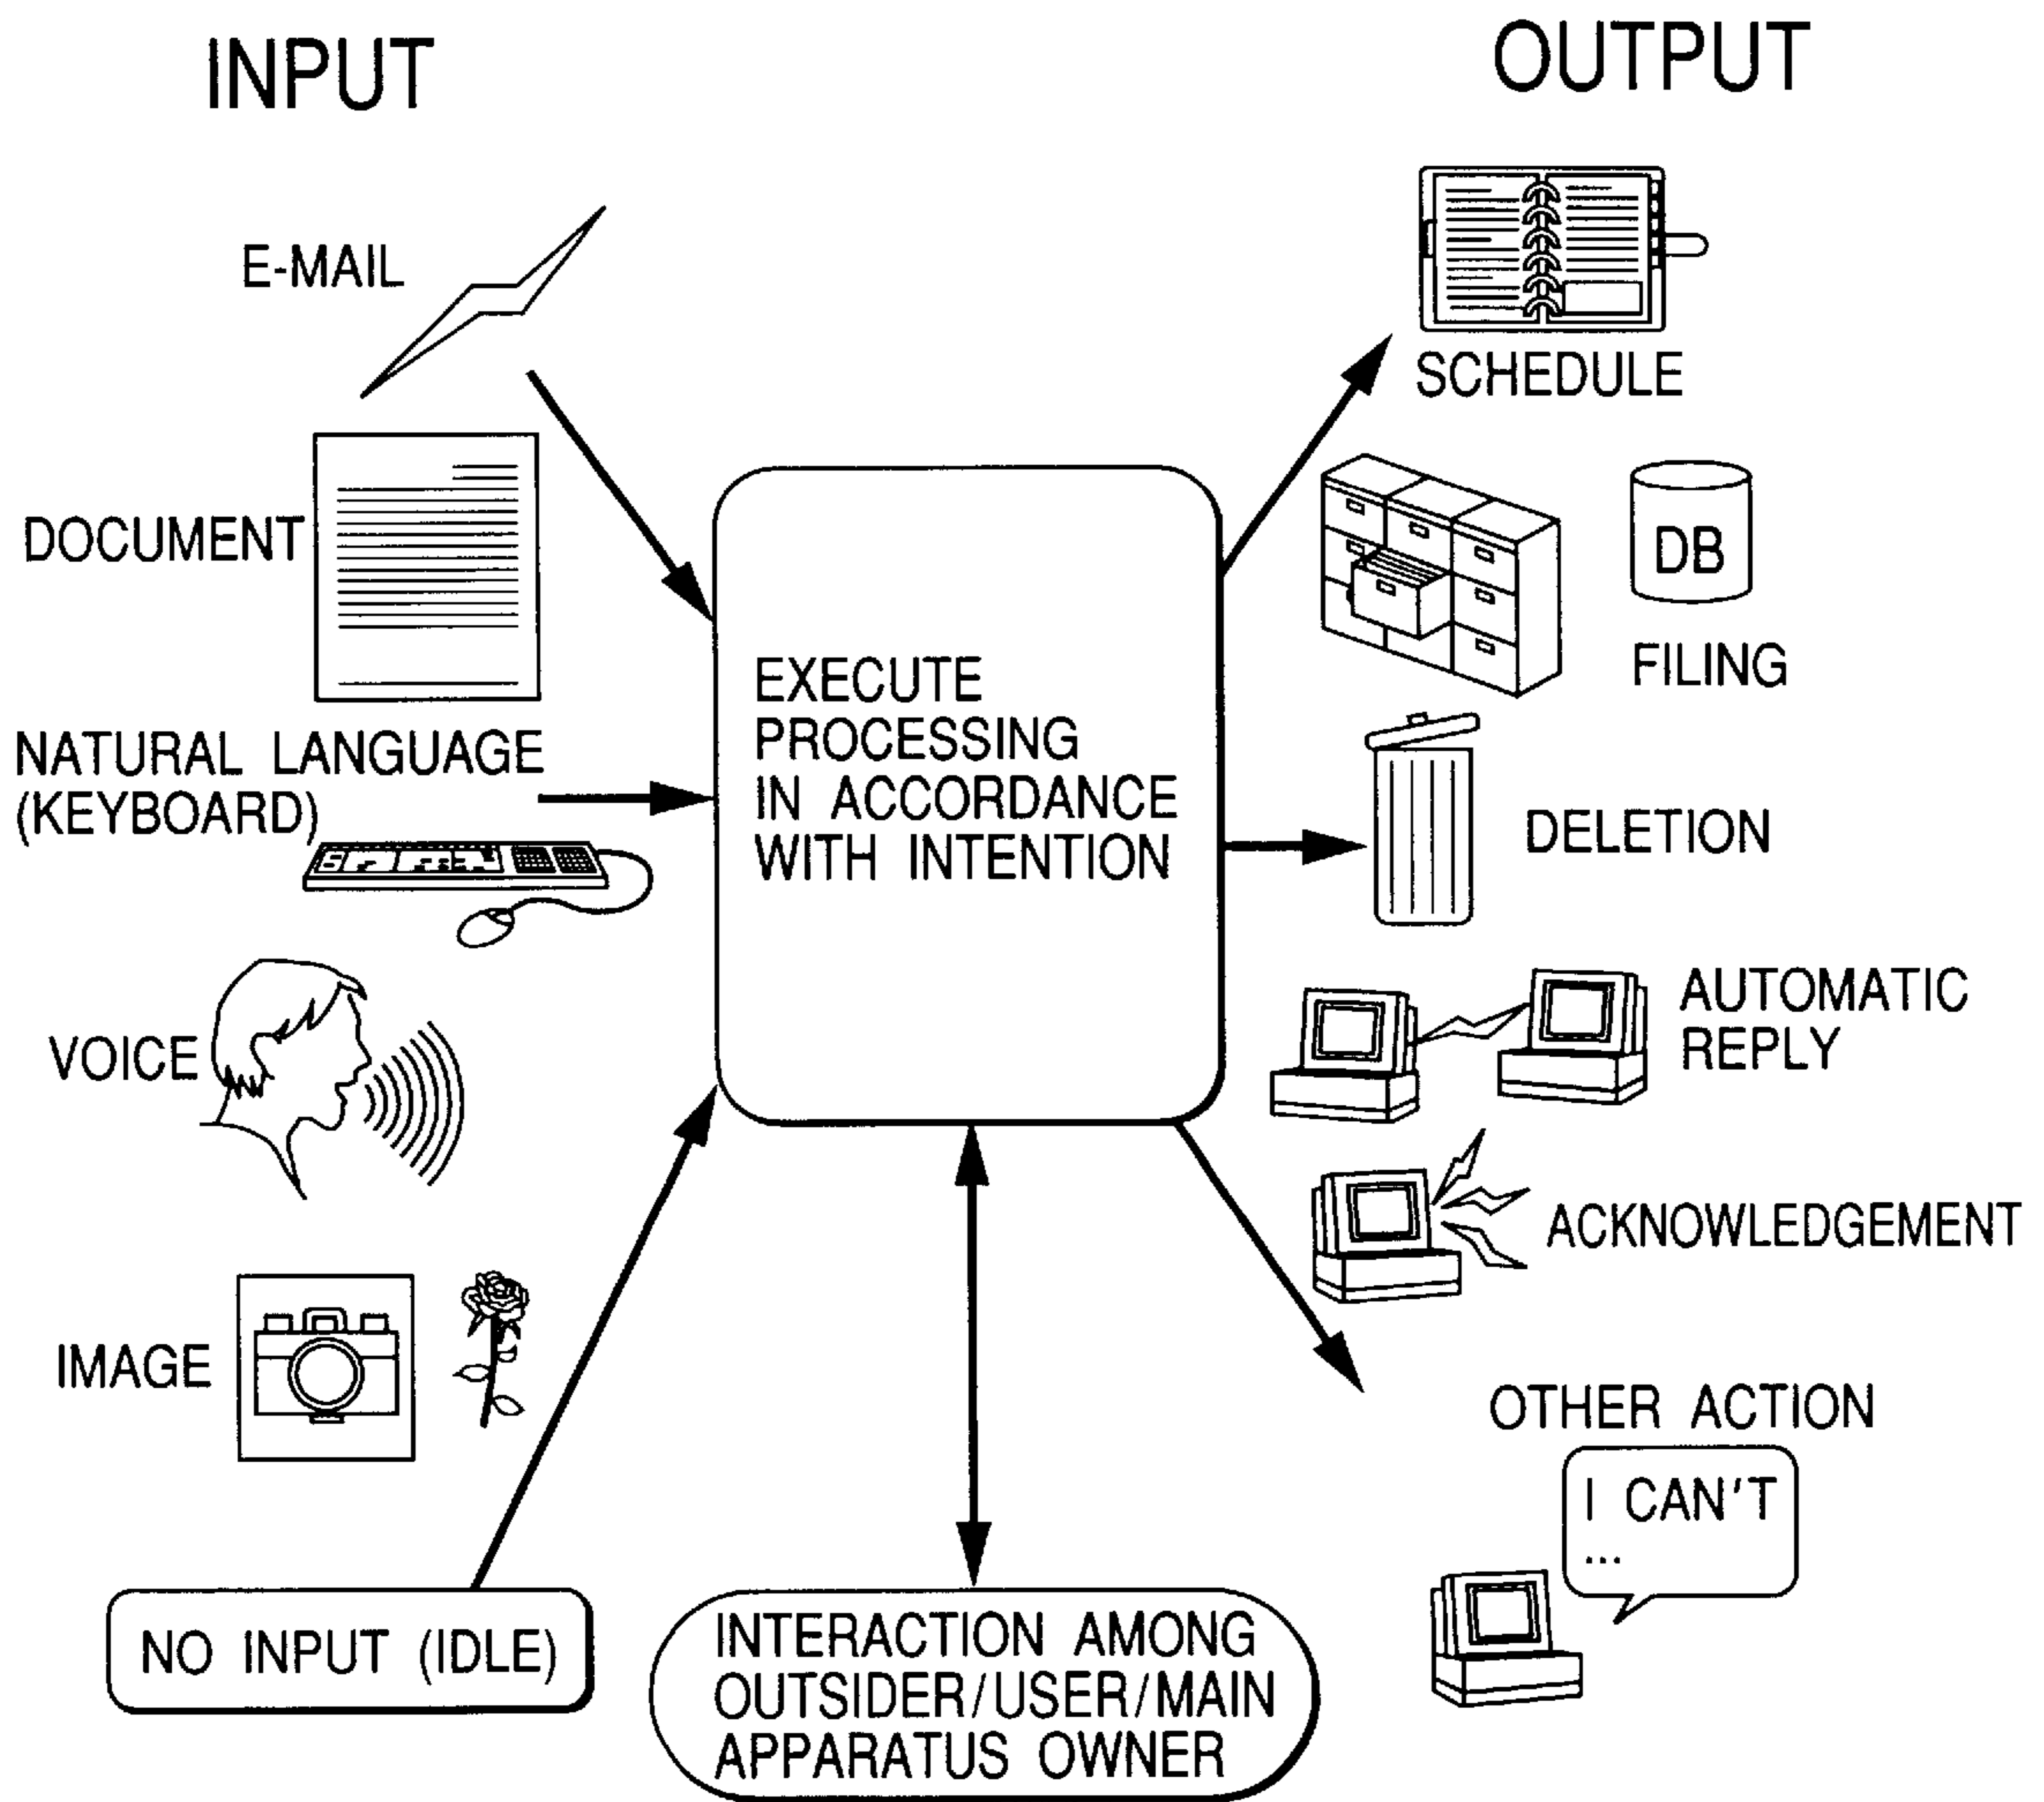 INPUT
OUTPUT
E-MAIL
DOCUMENT
NATURAL LANGUAGE
(KEYBOARD)
VOICE
IMAGE
NO INPUT (IDLE)
EXECUTE
PROCESSING
IN ACCORDANCE
WITH INTENTION
INTERACTION AMONG
OUTSIDER/USER/MAIN
APPARATUS OWNER
SCHEDULE
DB
FILING
DELETION
AUTOMATIC
REPLY
ACKNOWLEDGEMENT
OTHER ACTION
I CAN'T
...